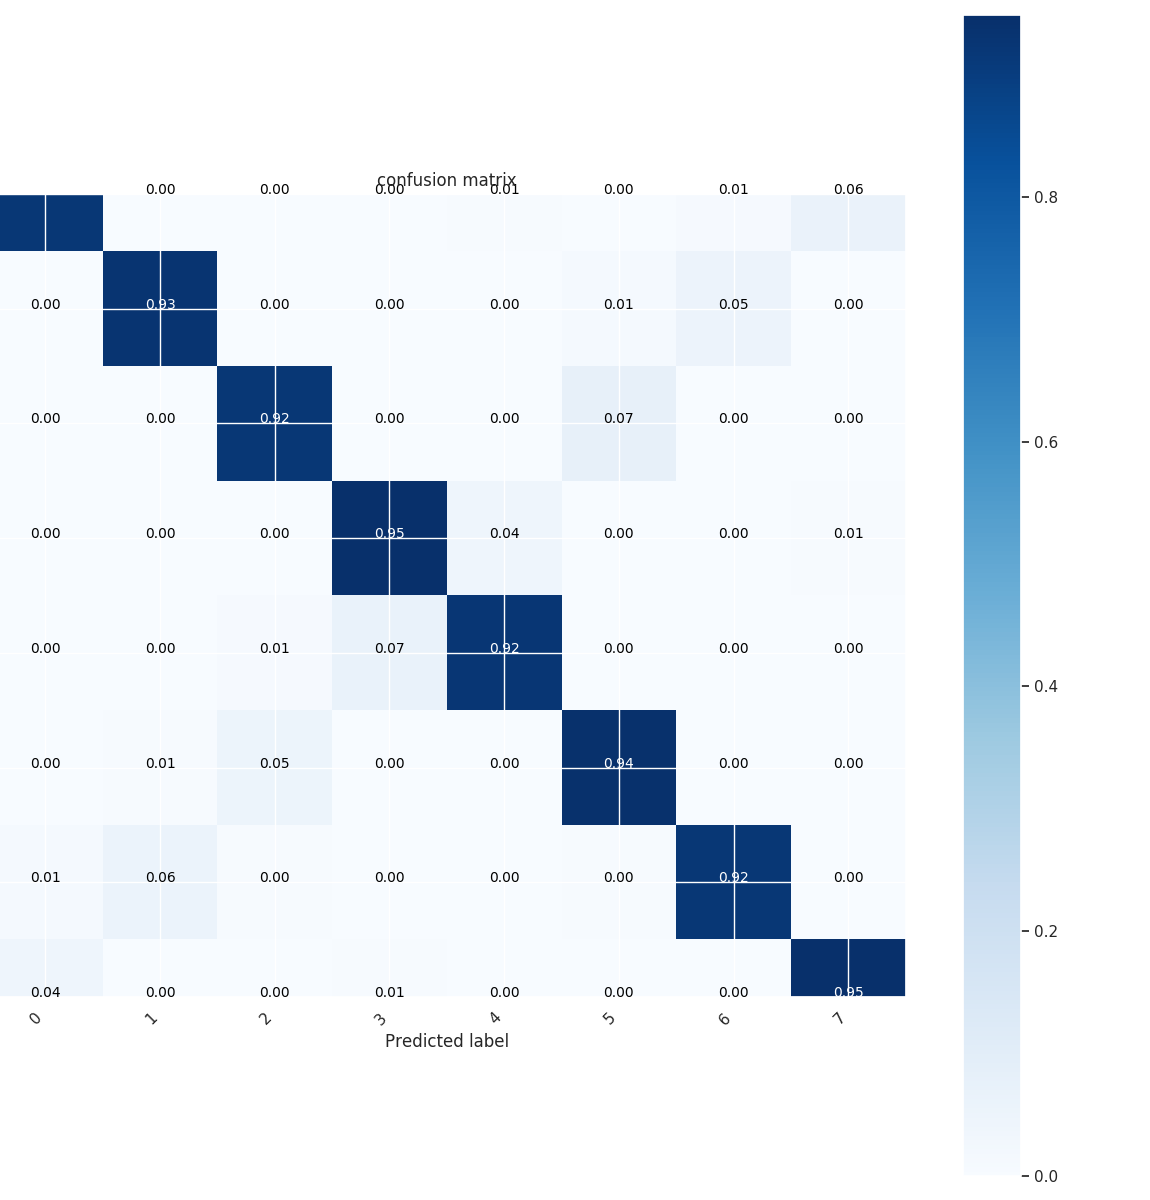 confusion matrix
0.00 0.00 0.00 0.01 0.00 0.01 0.06
0.00 0.93 0.00 0.00 0.00 0.01 0.05 0.00
0.00 0.00 0.92 0.00 0.00 0.07 0.00 0.00
0.00 0.00 0.00 0.95 0.04 0.00 0.00 0.01
0.00 0.00 0.01 0.07 0.92 0.00 0.00 0.00
0.00 0.01 0.05 0.00 0.00 0.94 0.00 0.00
0.01 0.06 0.00 0.00 0.00 0.00 0.92 0.00
0.04 0.00 0.00 0.01 0.00 0.00 0.00 0.95
0 1 2 3 4 5 6 7
Predicted label
0.8
0.6
0.4
0.2
0.0